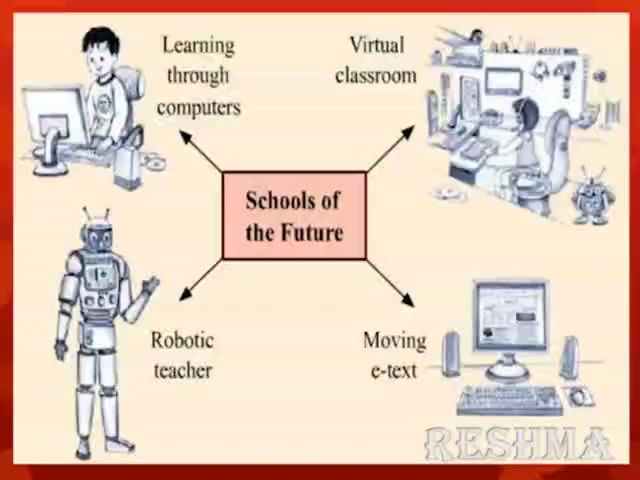 Learning
through
computers
Virtual
classroom
Schools of
the Future
Robotic
teacher
Moving
e-text
RESHMA